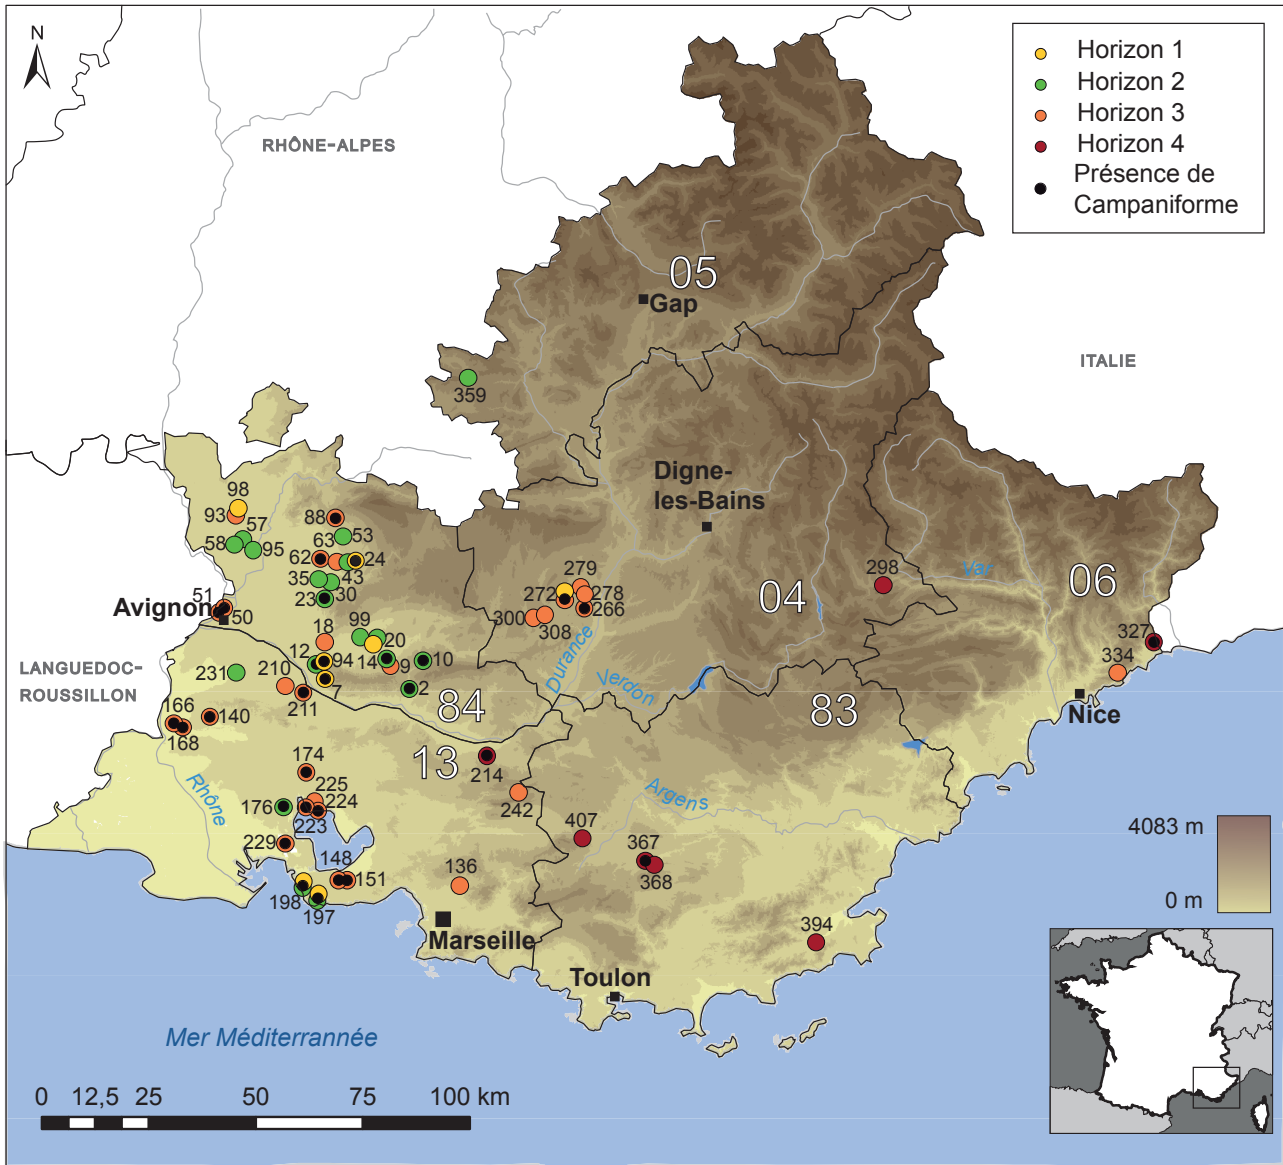 N
Horizon 1
Horizon 2
Horizon 3
Horizon 4
Présence de
Campaniforme
RHÔNE-ALPES
05
Gap
ITALIE
359
Digne-
les-Bains
98
93
57
58
95
88
63
53
62
24
35
43
30
23
51
50
Avignon
18
99
20
12
94
14
9
10
7
2
279
272
278
266
300
308
298
Var
04
06
327
334
Nice
Durance
Verdon
LANGUEDOC-
ROUSSILLON
231
210
211
84
83
166
168
140
13
214
242
174
225
224
176
223
229
Rhône
Argens
407
367
368
148
151
136
198
197
394
Marseille
Toulon
4083 m
0 m
Mer Méditerrannée
0 12,5 25 50 75 100 km